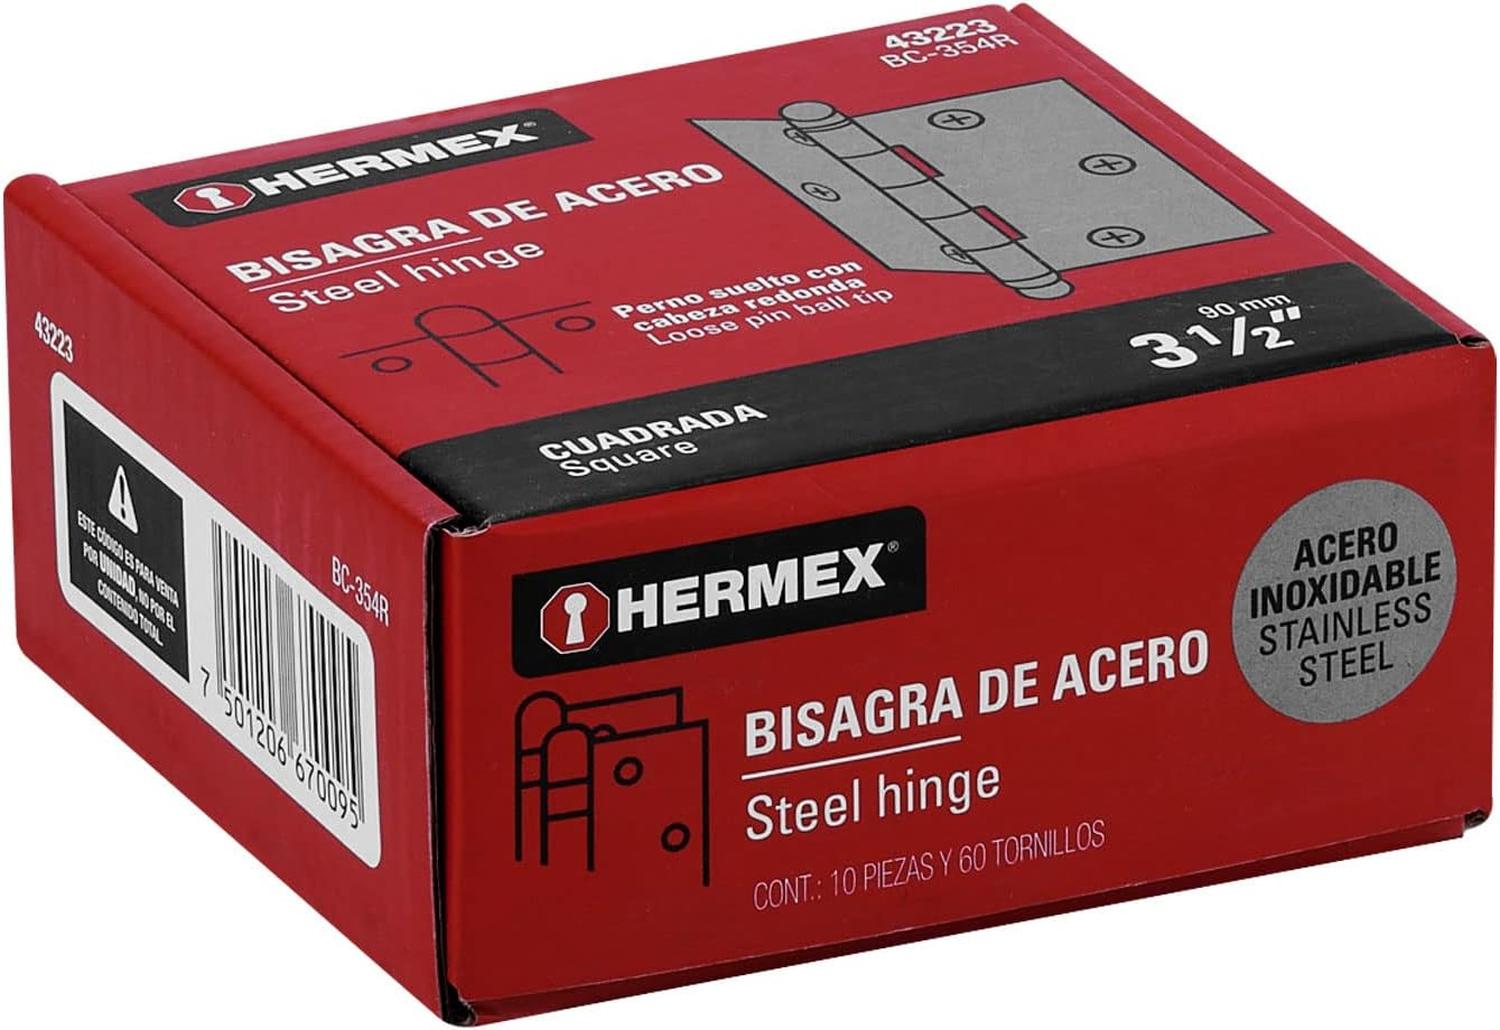 43223
BC-354R
HERMEX®
BISAGRA DE ACERO
Steel hinge
Perno suelto con
cabeza redonda
Loose pin ball tip
90 mm
3 1/2"
CUADRADA
Square
43223
ESTE CÓDIGO ES PARA VENTA
POR UNIDAD, NO POR EL
CONTENIDO TOTAL.
BC-354R
7 501206 670095
HERMEX®
BISAGRA DE ACERO
Steel hinge
CONT.: 10 PIEZAS Y 60 TORNILLOS
ACERO
INOXIDABLE
STAINLESS
STEEL